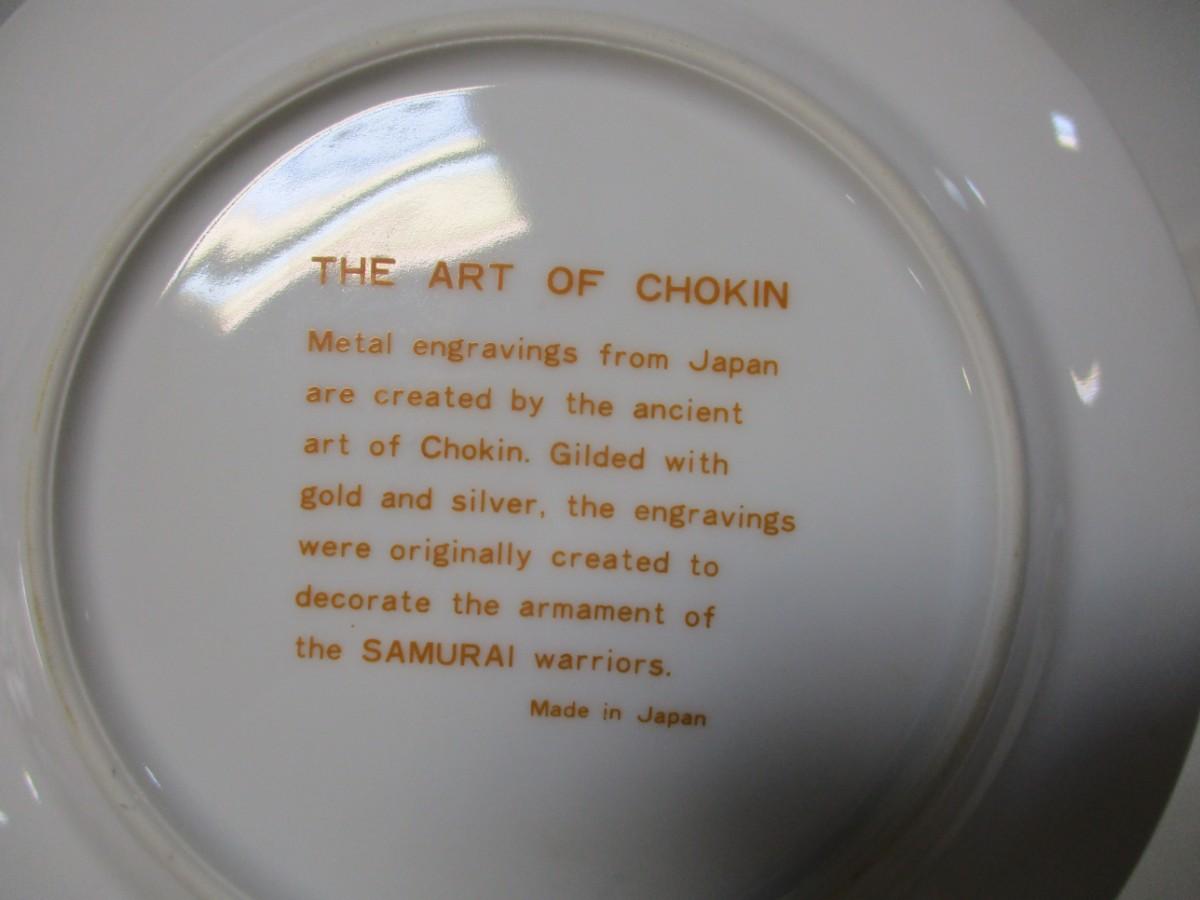 THE ART OF CHOKIN
Metal engravings from Japan
are created by the ancient
art of Chokin. Gilded with
gold and silver, the engravings
were originally created to
decorate the armament of
the SAMURAI warriors.
Made in Japan